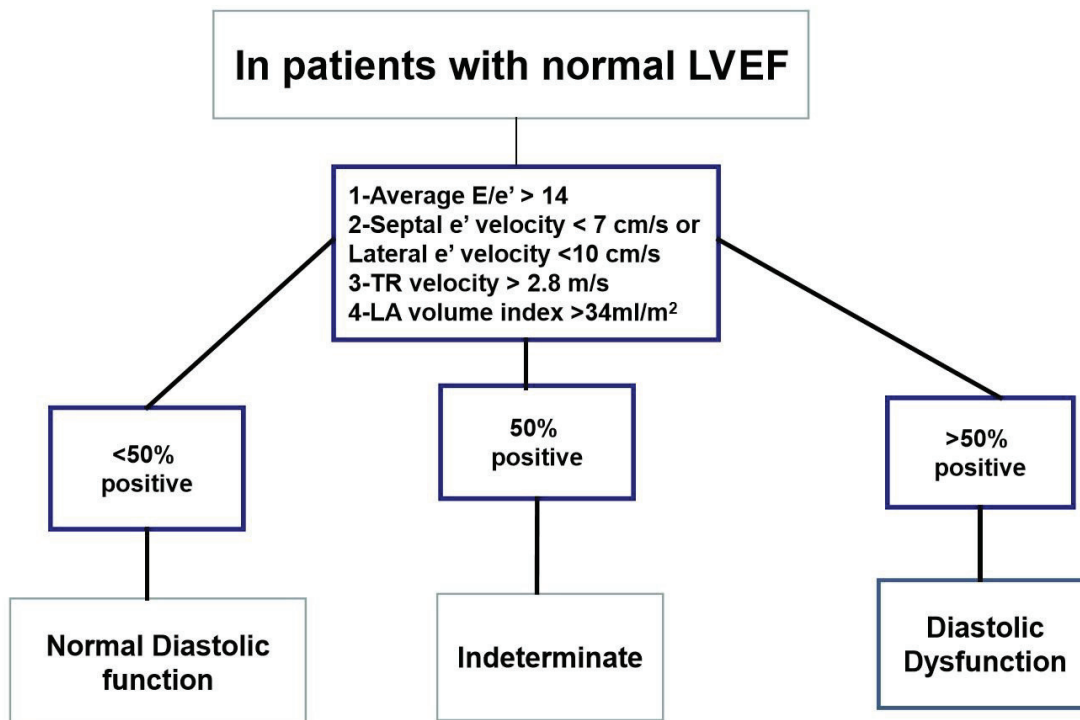 In patients with normal LVEF
1-Average E/e’ > 14
2-Septal e’ velocity < 7 cm/s or
Lateral e’ velocity <10 cm/s
3-TR velocity > 2.8 m/s
4-LA volume index >34ml/m²
<50%
positive
50%
positive
>50%
positive
Normal Diastolic
function
Indeterminate
Diastolic
Dysfunction